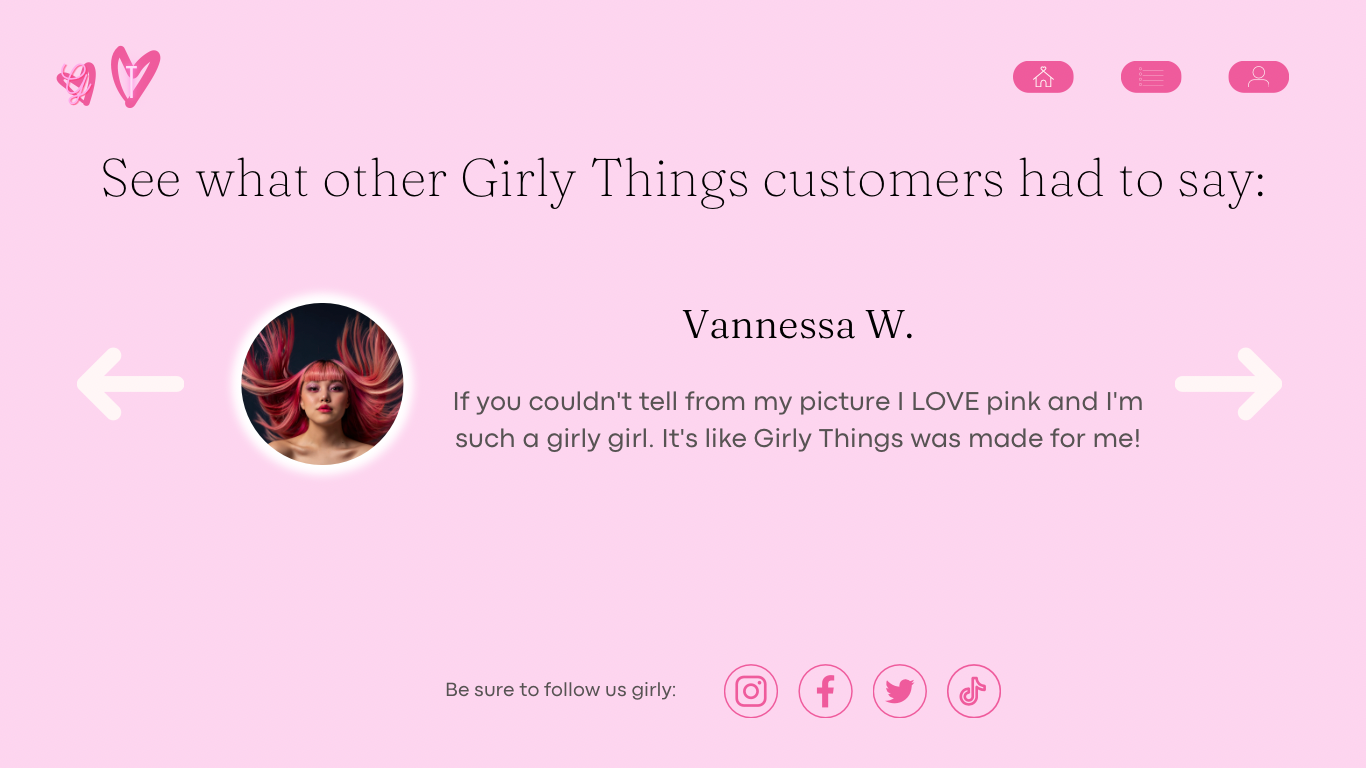 G T
See what other Girly Things customers had to say:
Vannessa W.
If you couldn't tell from my picture I LOVE pink and I'm
such a girly girl. It's like Girly Things was made for me!
Be sure to follow us girly: